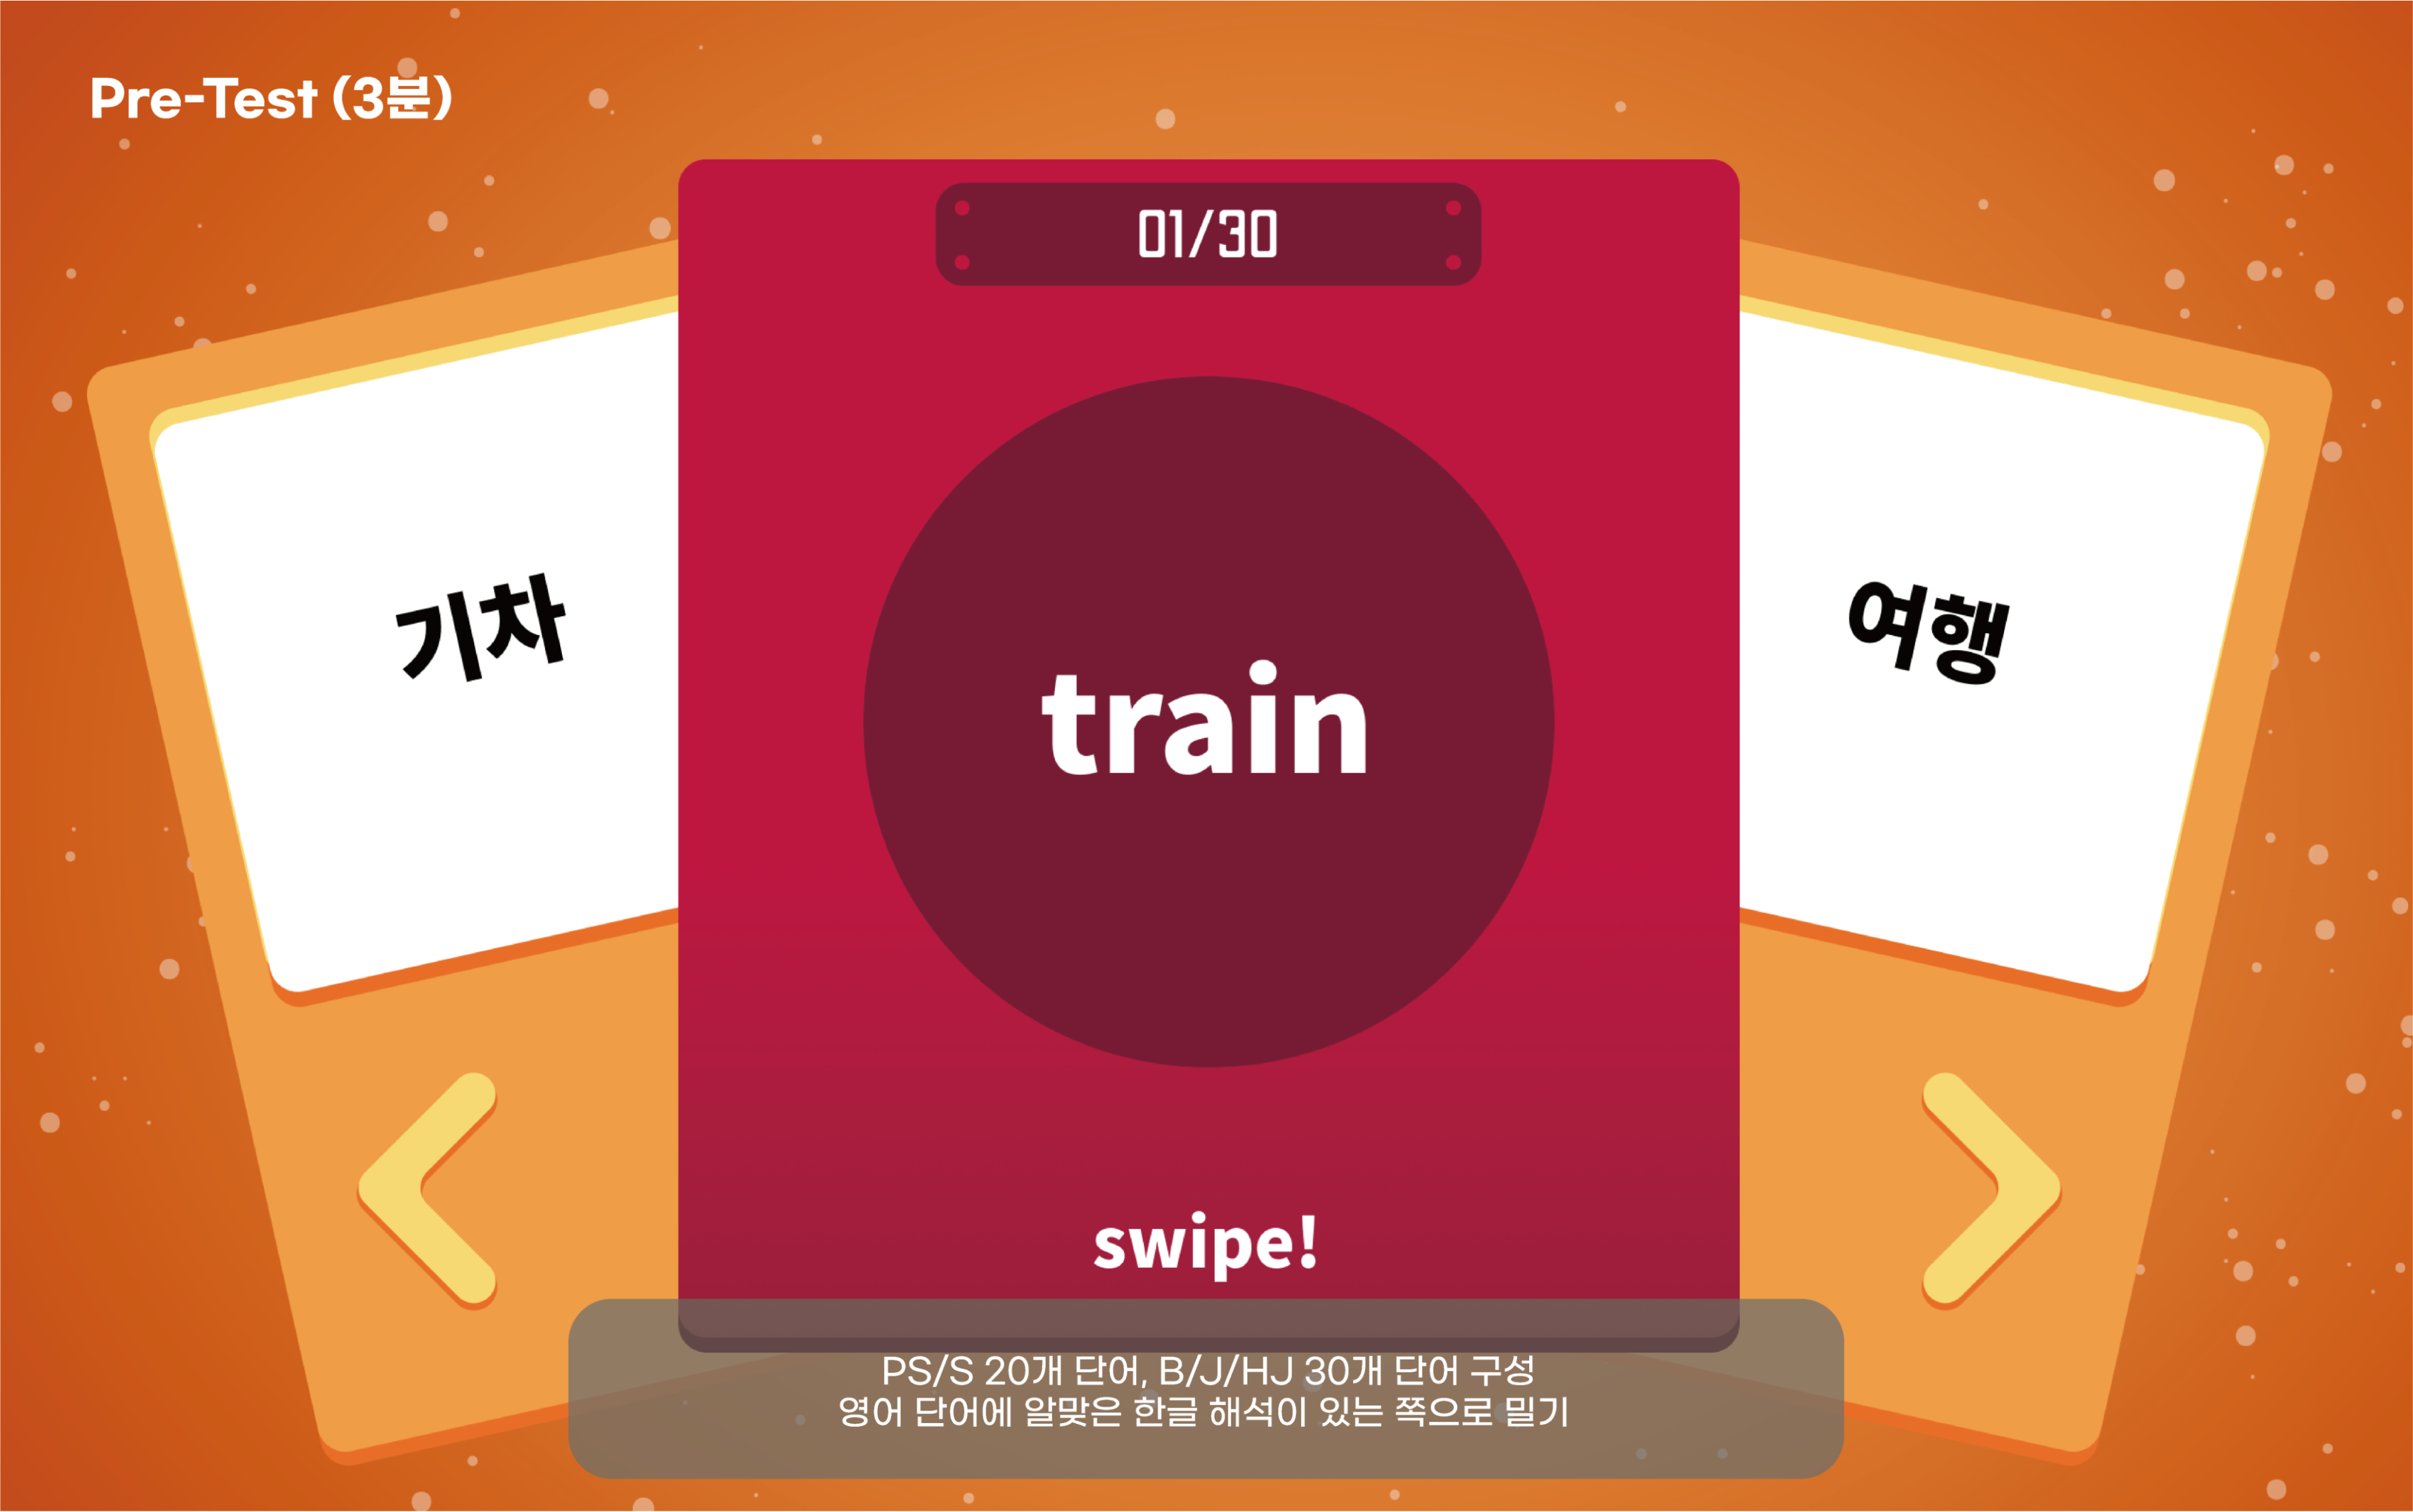 Pre-Test (3분)
01/30
기차
train
여행
swipe!
PS/S 20개 단어, B/J/HJ 30개 단어 구성
영어 단어에 알맞은 한글 해석이 있는 쪽으로 밀기